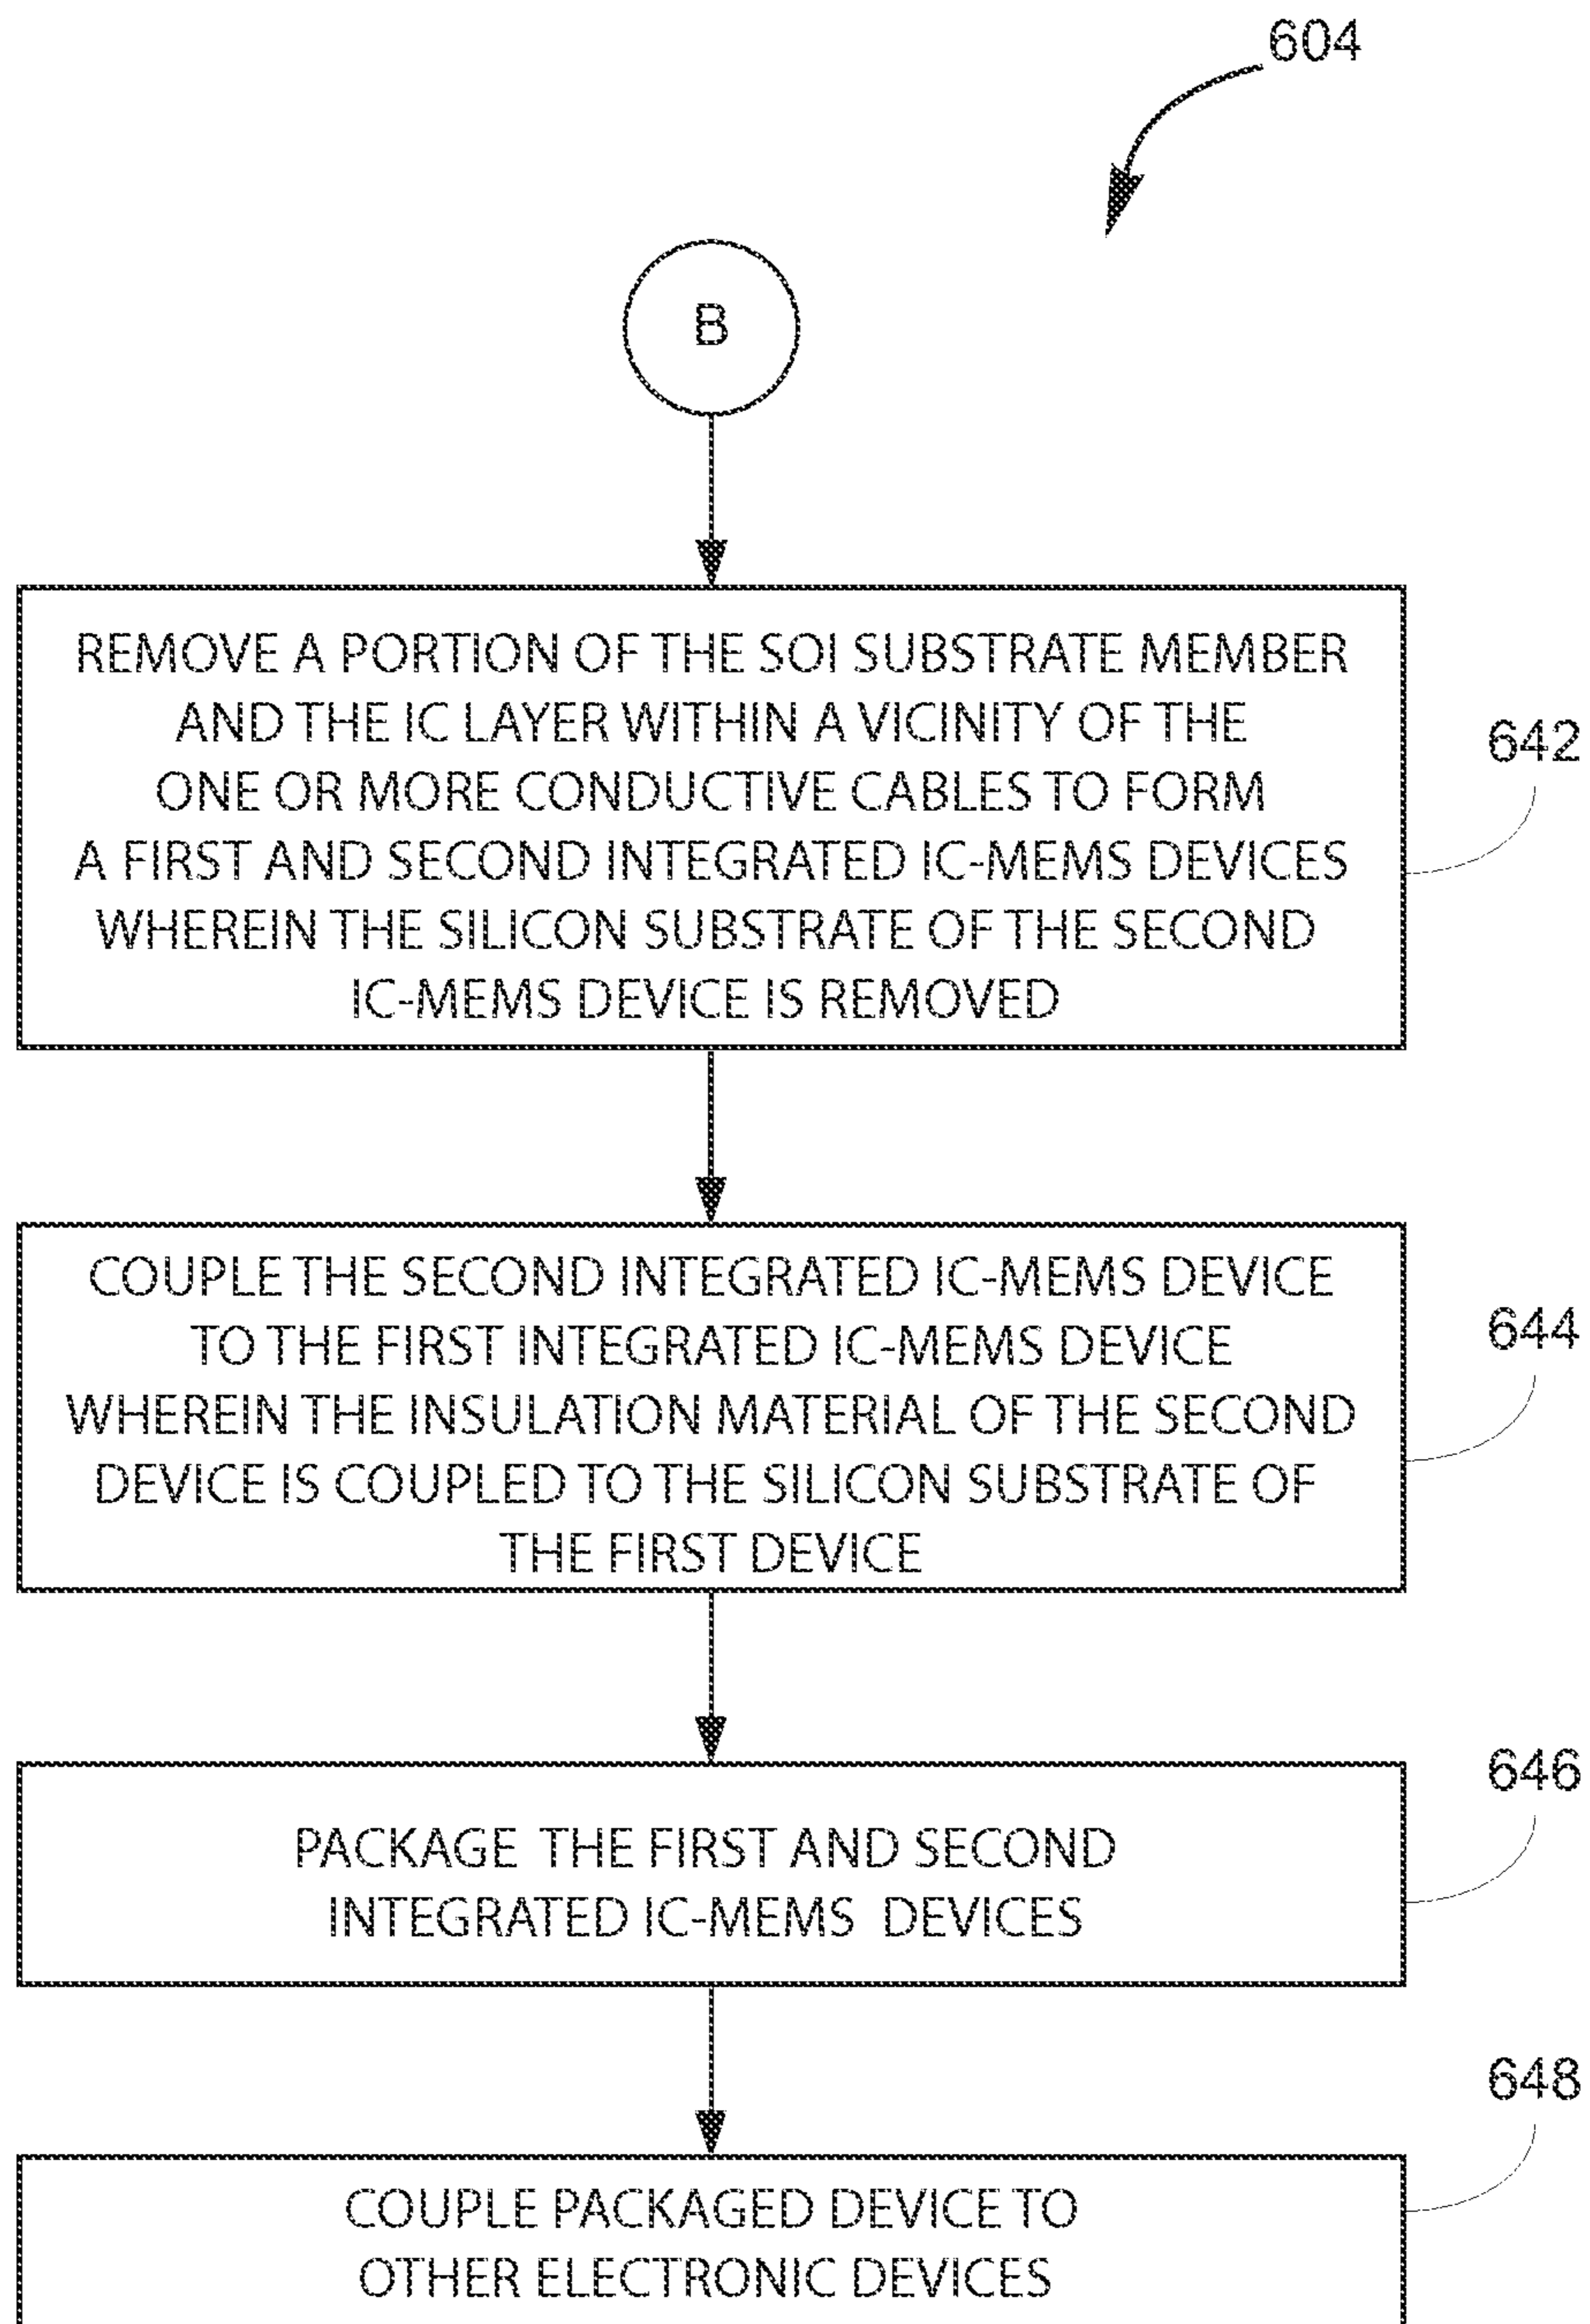 604
B
REMOVE A PORTION OF THE SOI SUBSTRATE MEMBER
AND THE IC LAYER WITHIN A VICINITY OF THE
ONE OR MORE CONDUCTIVE CABLES TO FORM
A FIRST AND SECOND INTEGRATED IC-MEMS DEVICES
WHEREIN THE SILICON SUBSTRATE OF THE SECOND
IC-MEMS DEVICE IS REMOVED
642
COUPLE THE SECOND INTEGRATED IC-MEMS DEVICE
TO THE FIRST INTEGRATED IC-MEMS DEVICE
WHEREIN THE INSULATION MATERIAL OF THE SECOND
DEVICE IS COUPLED TO THE SILICON SUBSTRATE OF
THE FIRST DEVICE
644
PACKAGE THE FIRST AND SECOND
INTEGRATED IC-MEMS DEVICES
646
COUPLE PACKAGED DEVICE TO
OTHER ELECTRONIC DEVICES
648